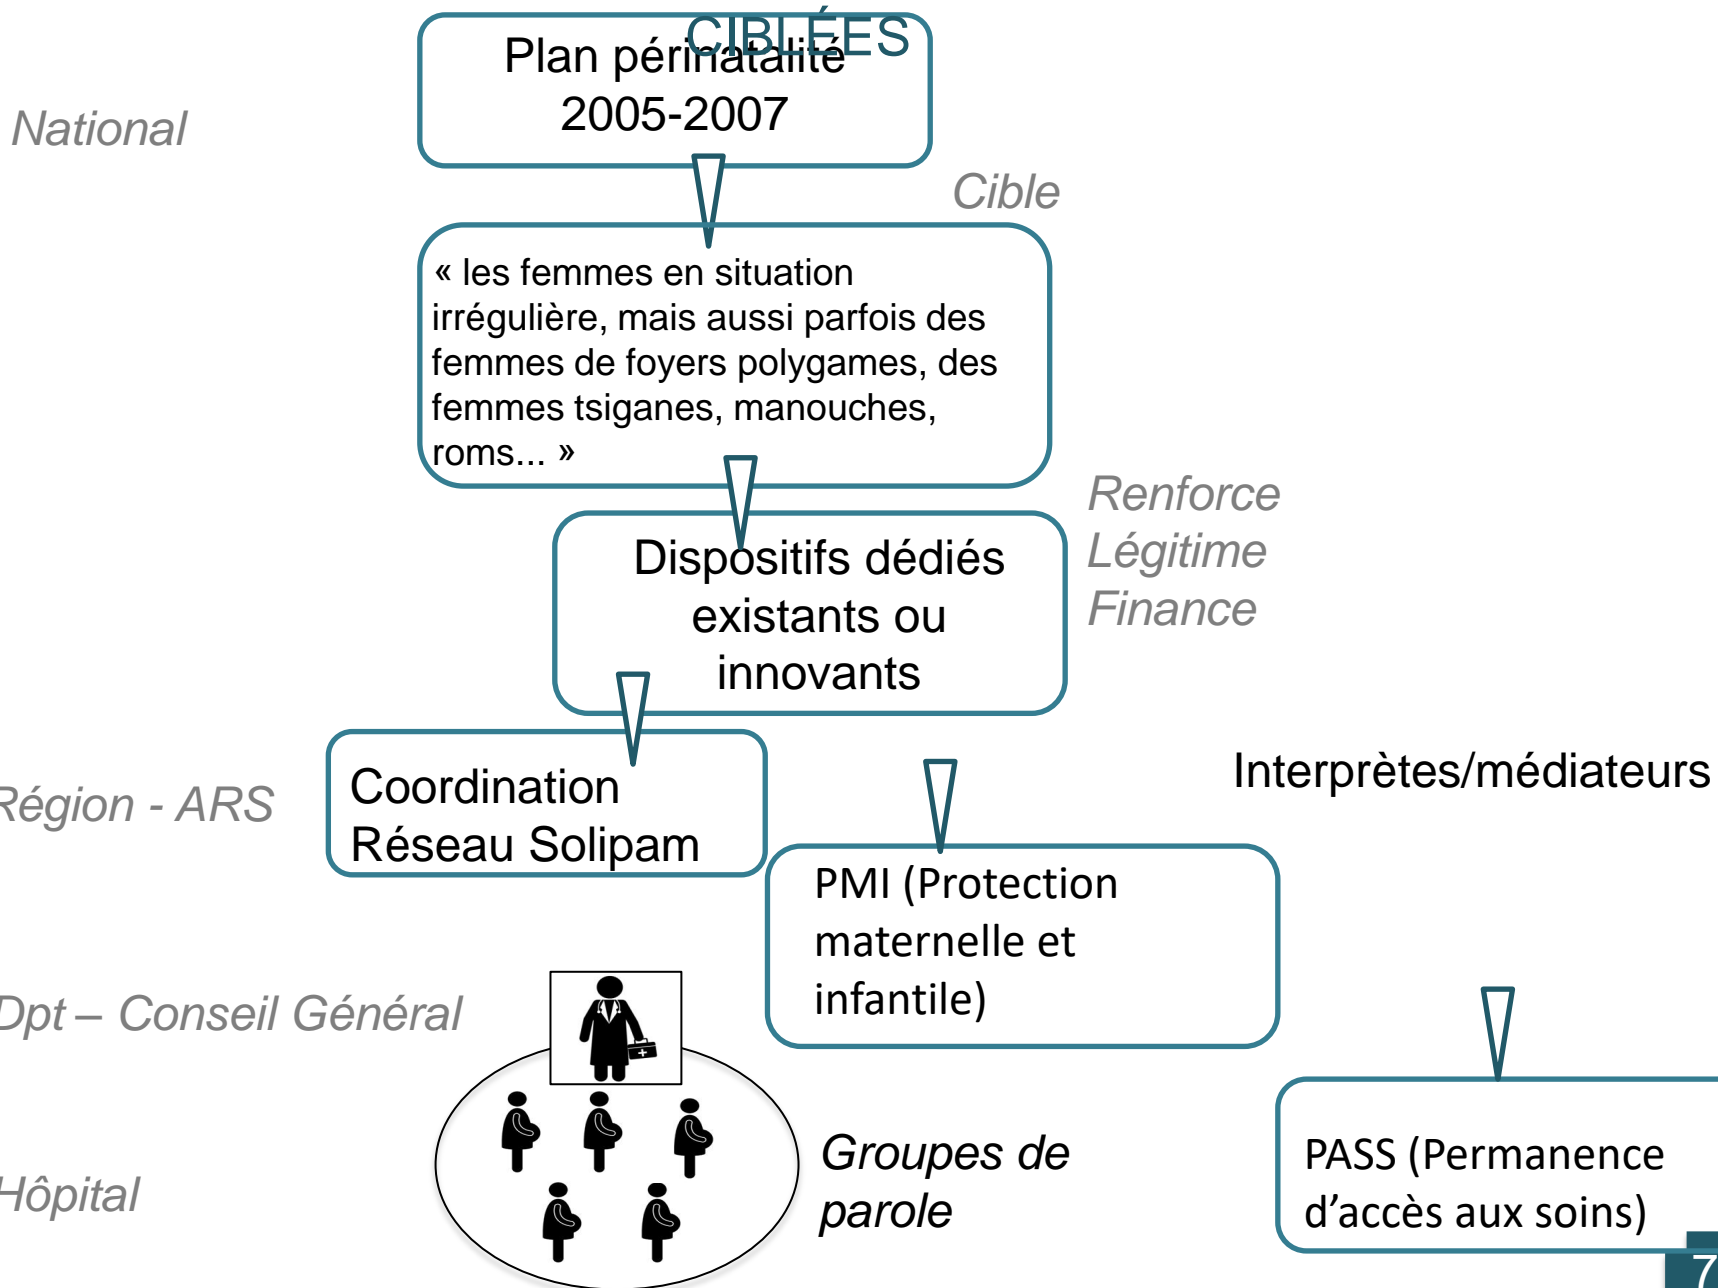 CIBLÉES
Plan périnatalité
2005-2007
National
Cible
« les femmes en situation
irrégulière, mais aussi parfois des
femmes de foyers polygames, des
femmes tsiganes, manouches,
roms... »
Renforce
Légitime
Finance
Dispositifs dédiés
existants ou
innovants
Interprètes/médiateurs
Région - ARS
Coordination
Réseau Solipam
PMI (Protection
maternelle et
infantile)
Dpt – Conseil Général
Groupes de
parole
Hôpital
PASS (Permanence
d’accès aux soins)
7